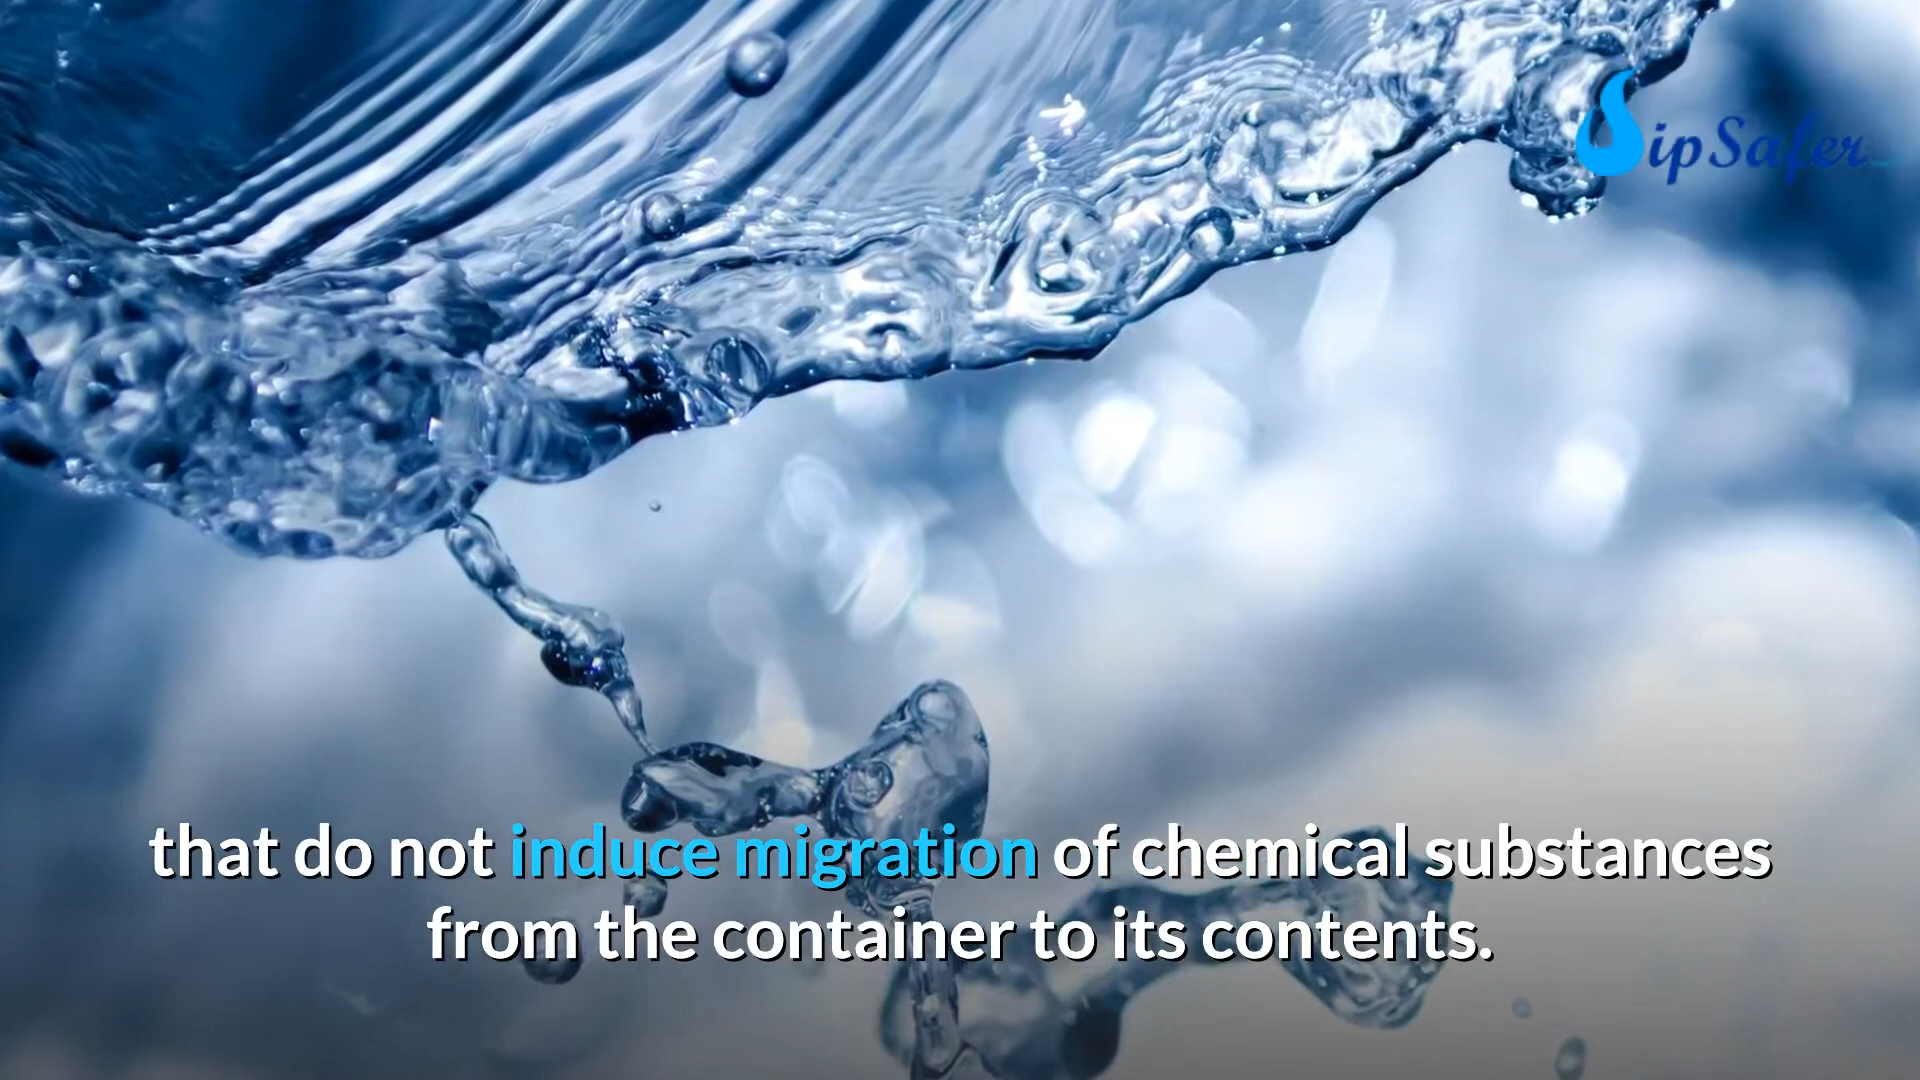 SipSafer
that do not induce migration of chemical substances
from the container to its contents.